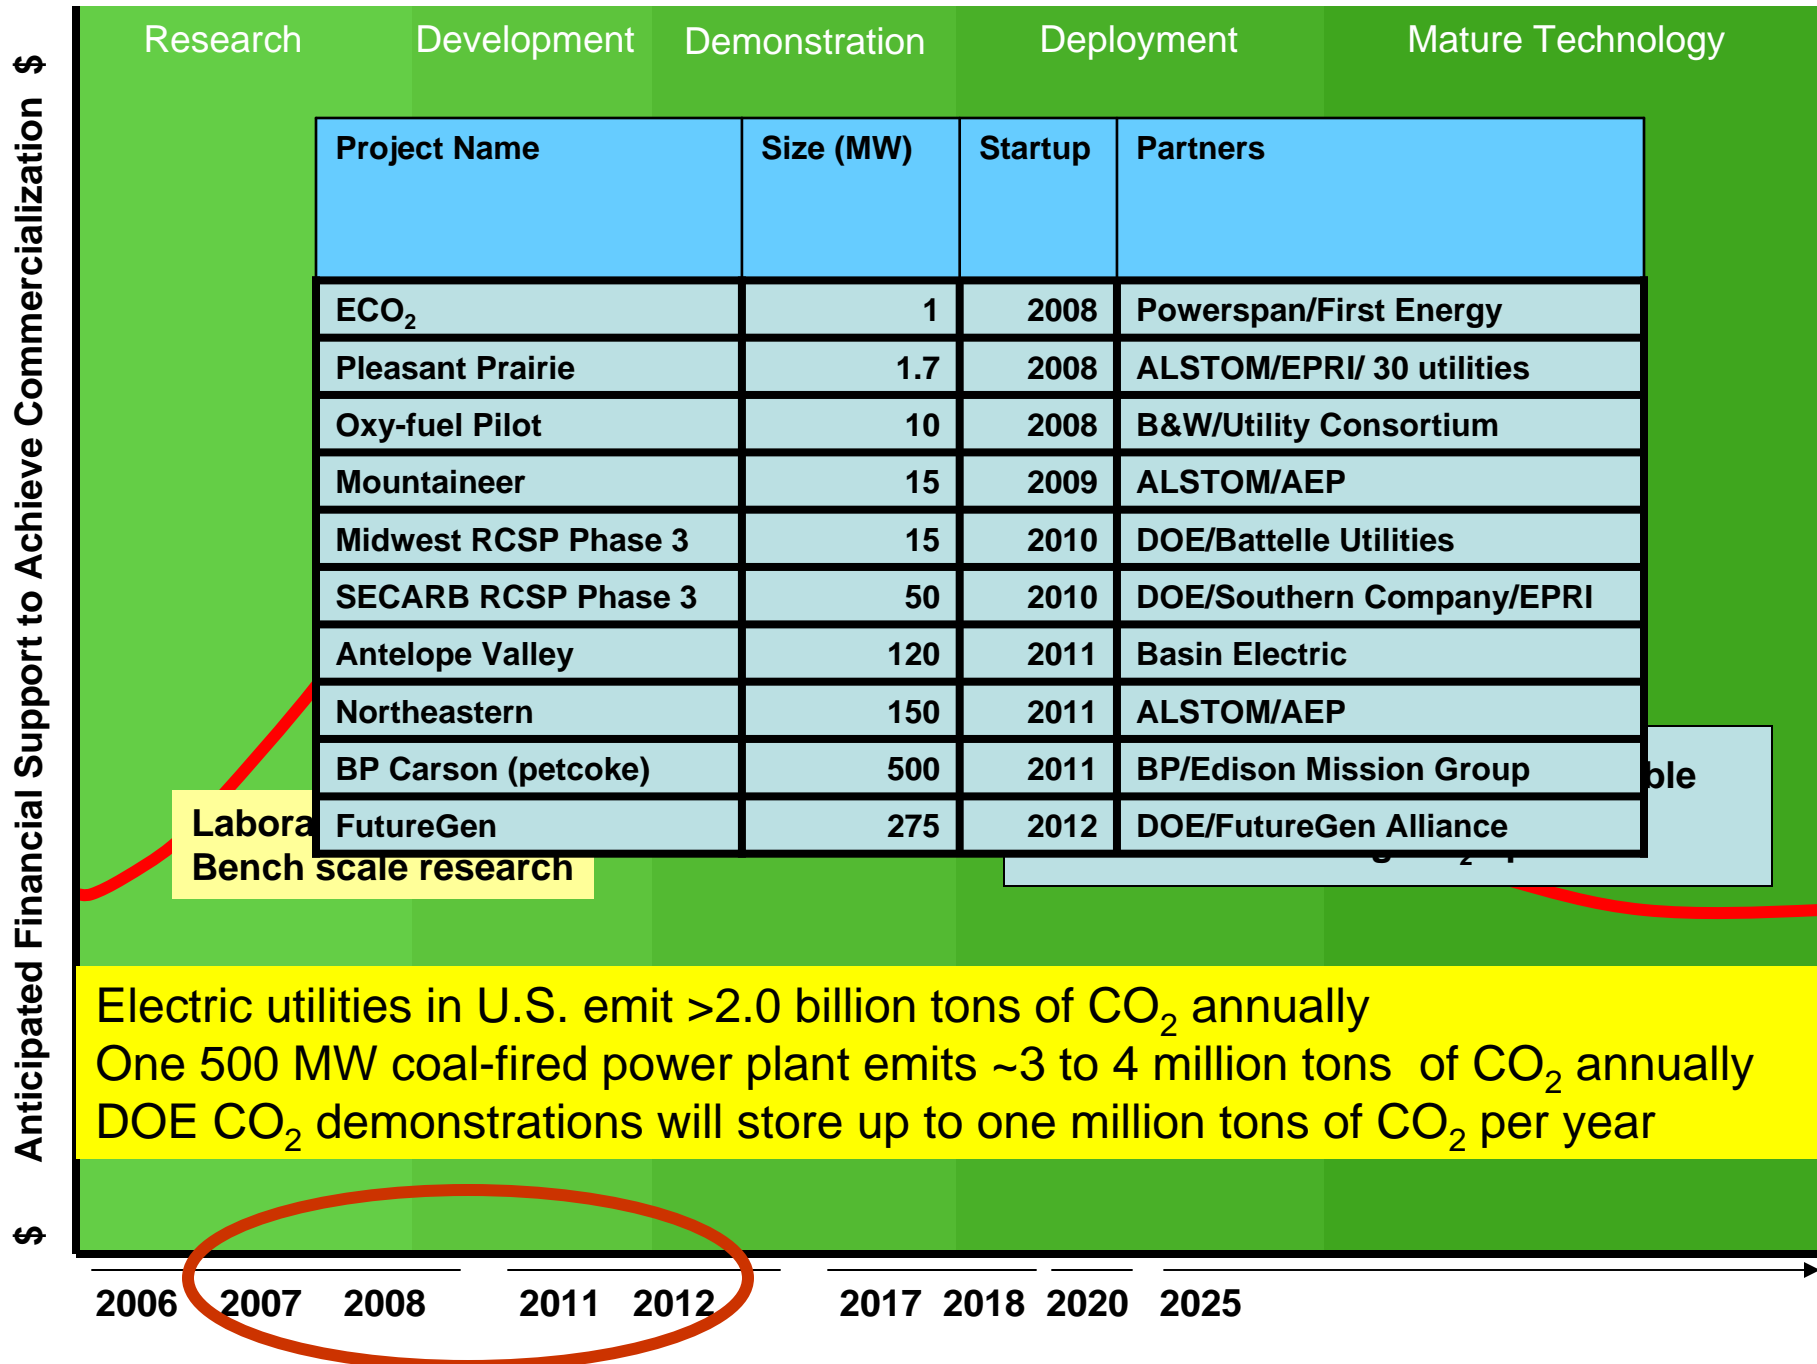 Research Development Demonstration Deployment Mature Technology
$ Anticipated Financial Support to Achieve Commercialization $
Project Name Size (MW) Startup Partners
ECO₂ 1 2008 Powerspan/First Energy
Pleasant Prairie 1.7 2008 ALSTOM/EPRI/ 30 utilities
Oxy-fuel Pilot 10 2008 B&W/Utility Consortium
Mountaineer 15 2009 ALSTOM/AEP
Midwest RCSP Phase 3 15 2010 DOE/Battelle Utilities
SECARB RCSP Phase 3 50 2010 DOE/Southern Company/EPRI
Antelope Valley 120 2011 Basin Electric
Northeastern 150 2011 ALSTOM/AEP
BP Carson (petcoke) 500 2011 BP/Edison Mission Group
FutureGen 275 2012 DOE/FutureGen Alliance
Bench scale research
Electric utilities in U.S. emit >2.0 billion tons of CO₂ annually
One 500 MW coal-fired power plant emits ~3 to 4 million tons of CO₂ annually
DOE CO₂ demonstrations will store up to one million tons of CO₂ per year
2006 2007 2008 2011 2012 2017 2018 2020 2025